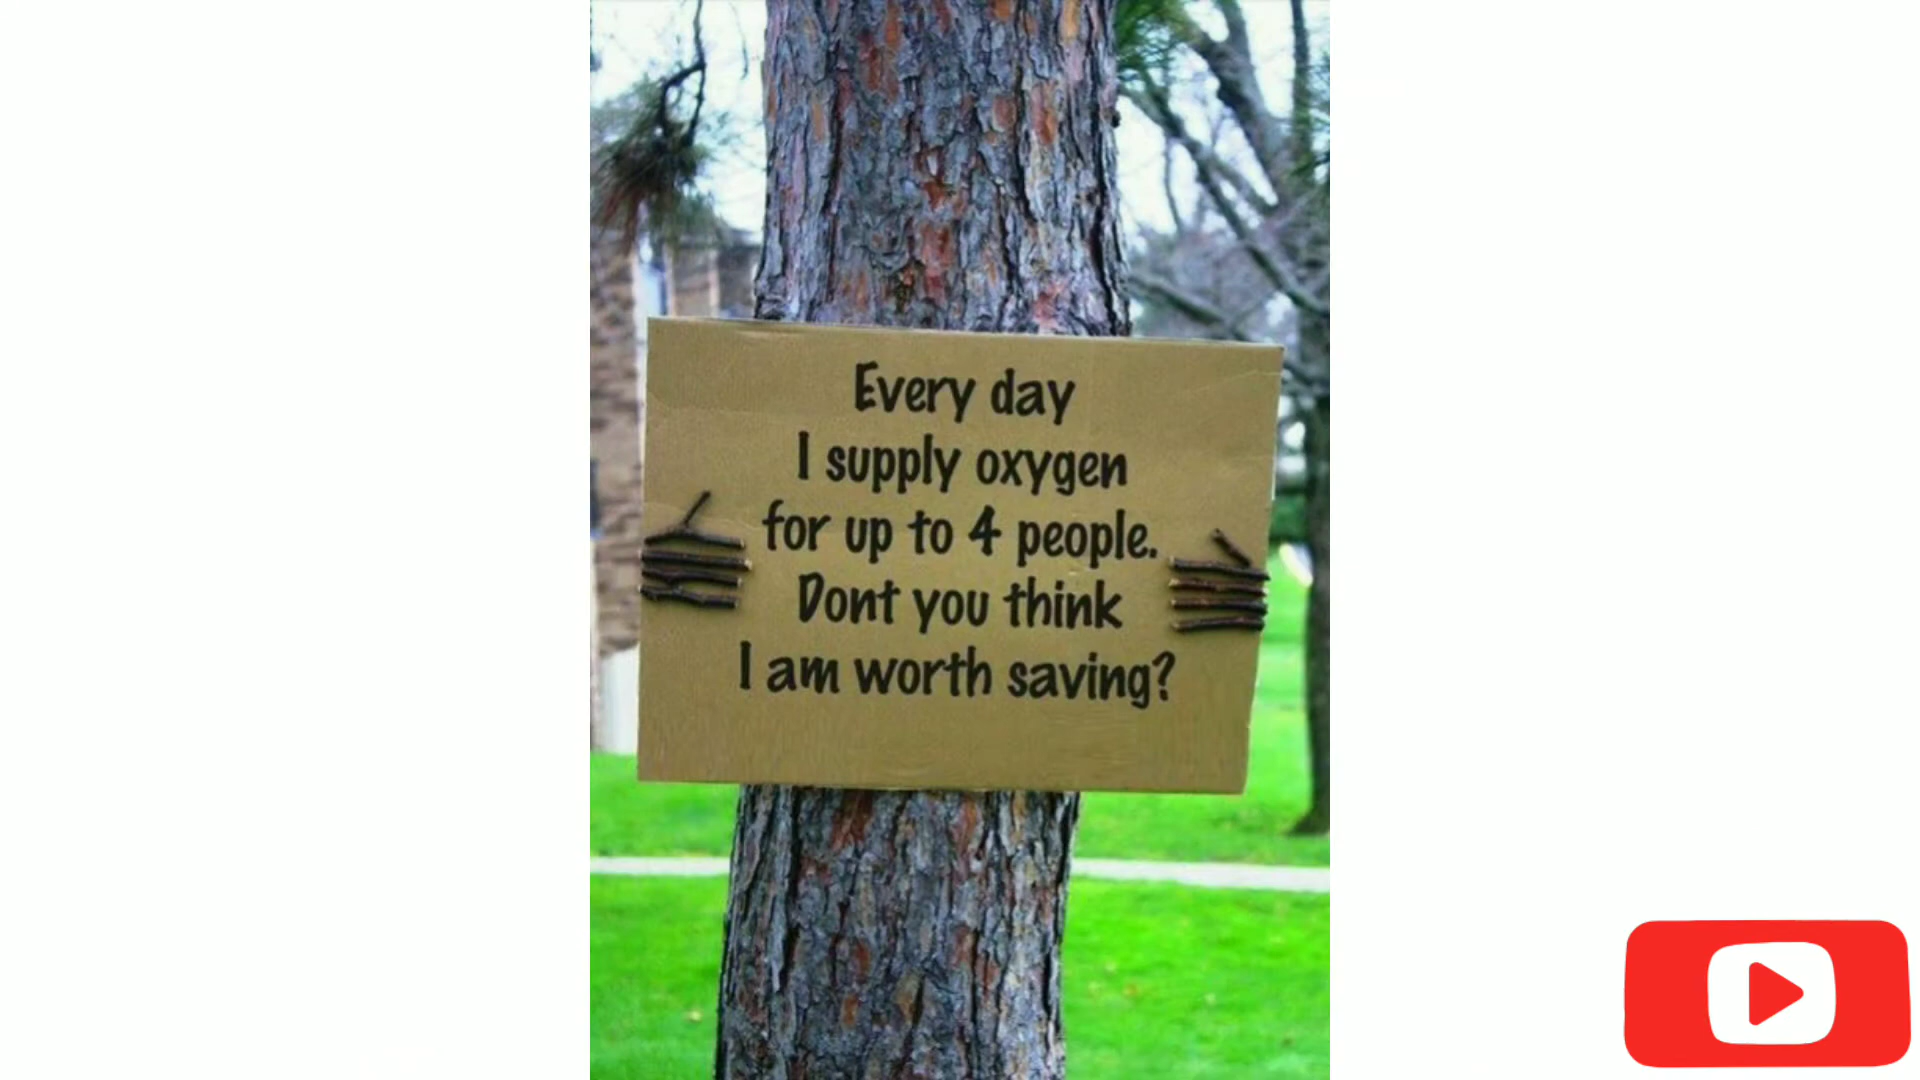 Every day
I supply oxygen
for up to 4 people.
Dont you think
I am worth saving?